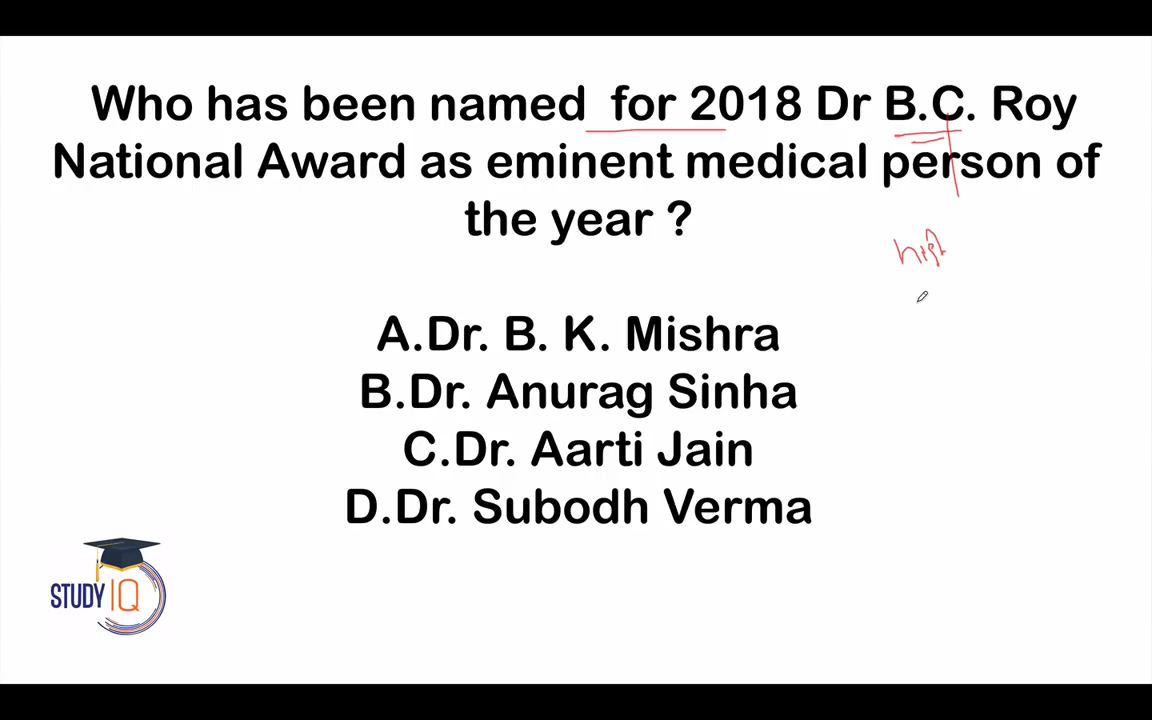 Who has been named for 2018 Dr B.C. Roy
National Award as eminent medical person of
the year ?
A.Dr. B. K. Mishra
B.Dr. Anurag Sinha
C.Dr. Aarti Jain
D.Dr. Subodh Verma
STUDY IQ